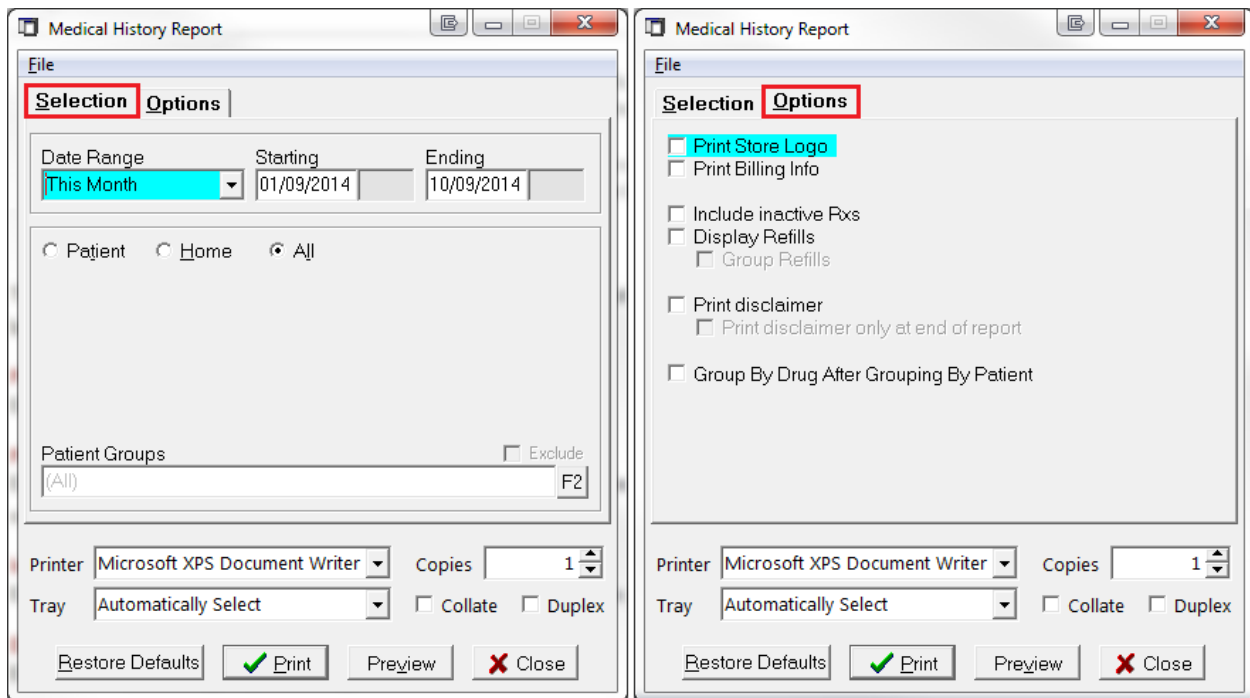 Medical History Report
File
Selection Options
Date Range Starting Ending
This Month 01/09/2014 10/09/2014
Patient Home All
Patient Groups Exclude
(All) F2
Printer Microsoft XPS Document Writer Copies 1
Tray Automatically Select Collate Duplex
Restore Defaults Print Preview Close
Medical History Report
File
Selection Options
Print Store Logo
Print Billing Info
Include inactive Rxs
Display Refills
Group Refills
Print disclaimer
Print disclaimer only at end of report
Group By Drug After Grouping By Patient
Printer Microsoft XPS Document Writer Copies 1
Tray Automatically Select Collate Duplex
Restore Defaults Print Preview Close